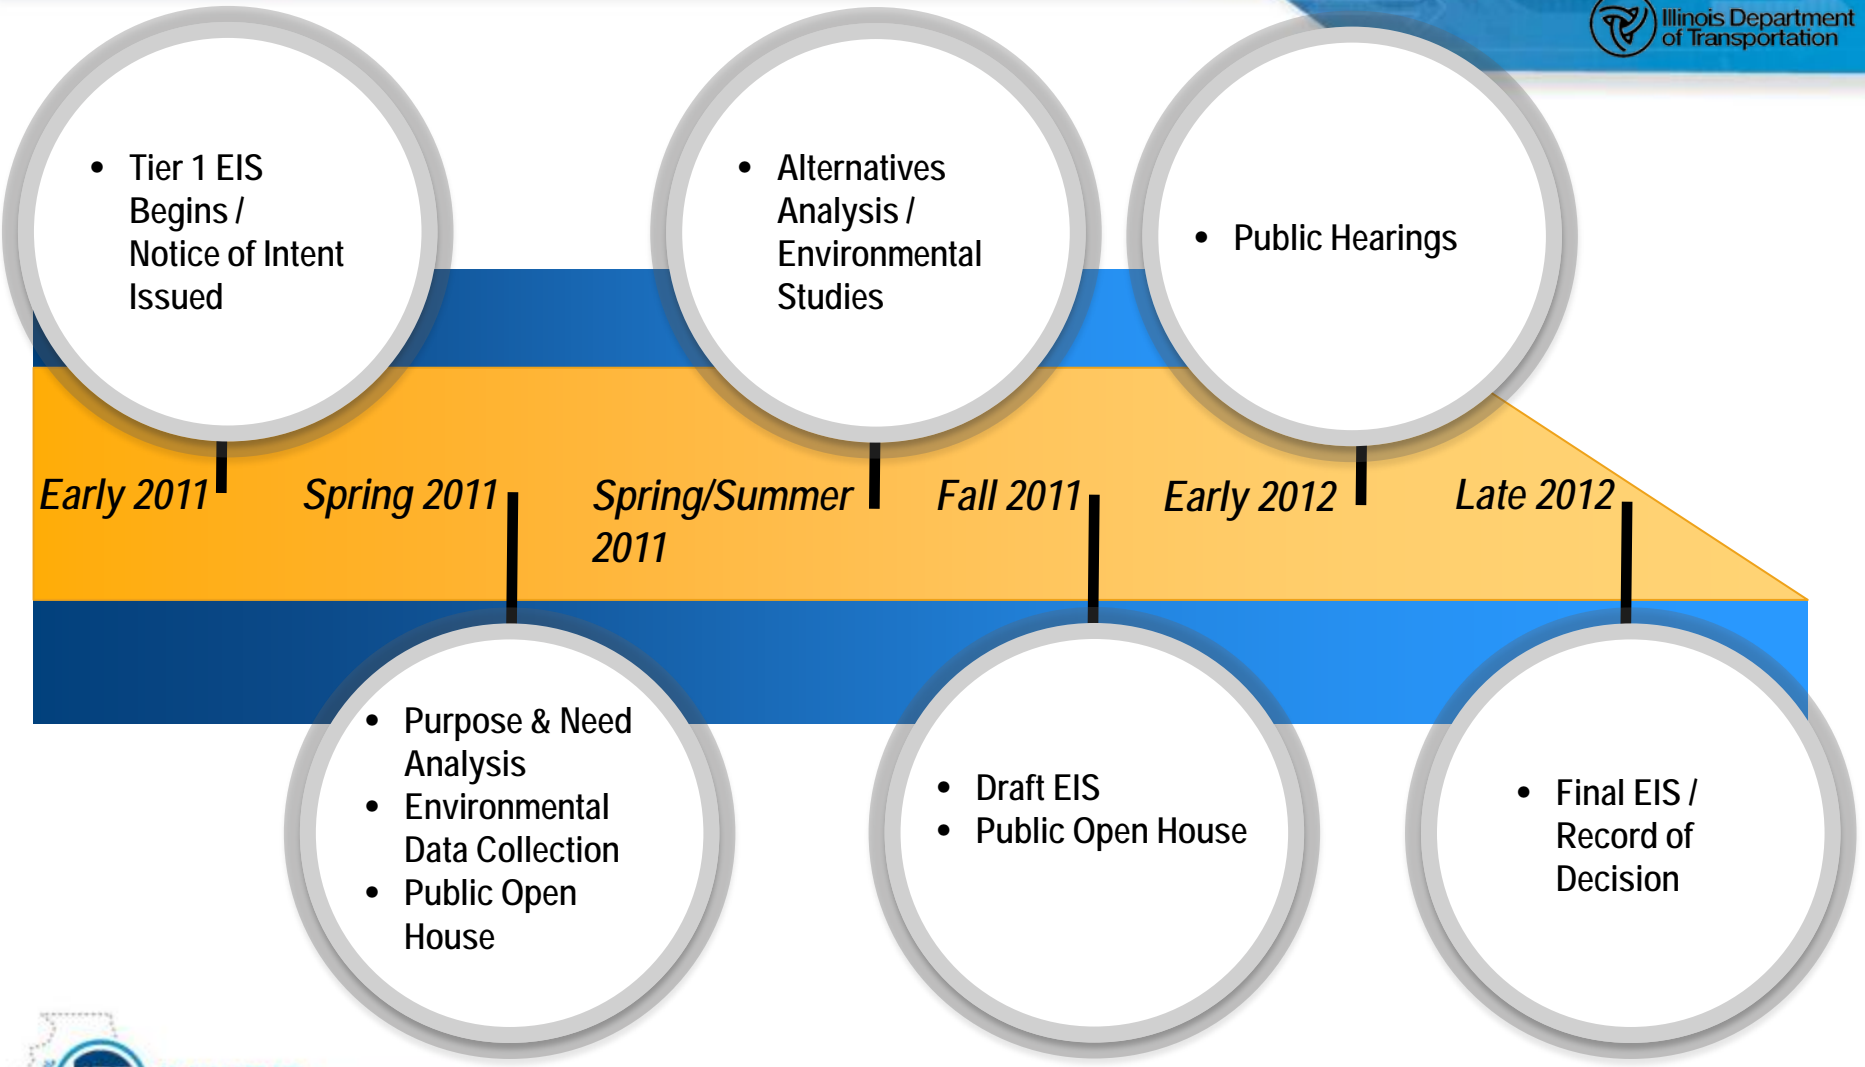 Illinois Department
of Transportation
• Tier 1 EIS
Begins /
Notice of Intent
Issued
• Alternatives
Analysis /
Environmental
Studies
• Public Hearings
Early 2011
Spring 2011
Spring/Summer
2011
Fall 2011
Early 2012
Late 2012
• Purpose & Need
Analysis
• Environmental
Data Collection
• Public Open
House
• Draft EIS
• Public Open House
• Final EIS /
Record of
Decision